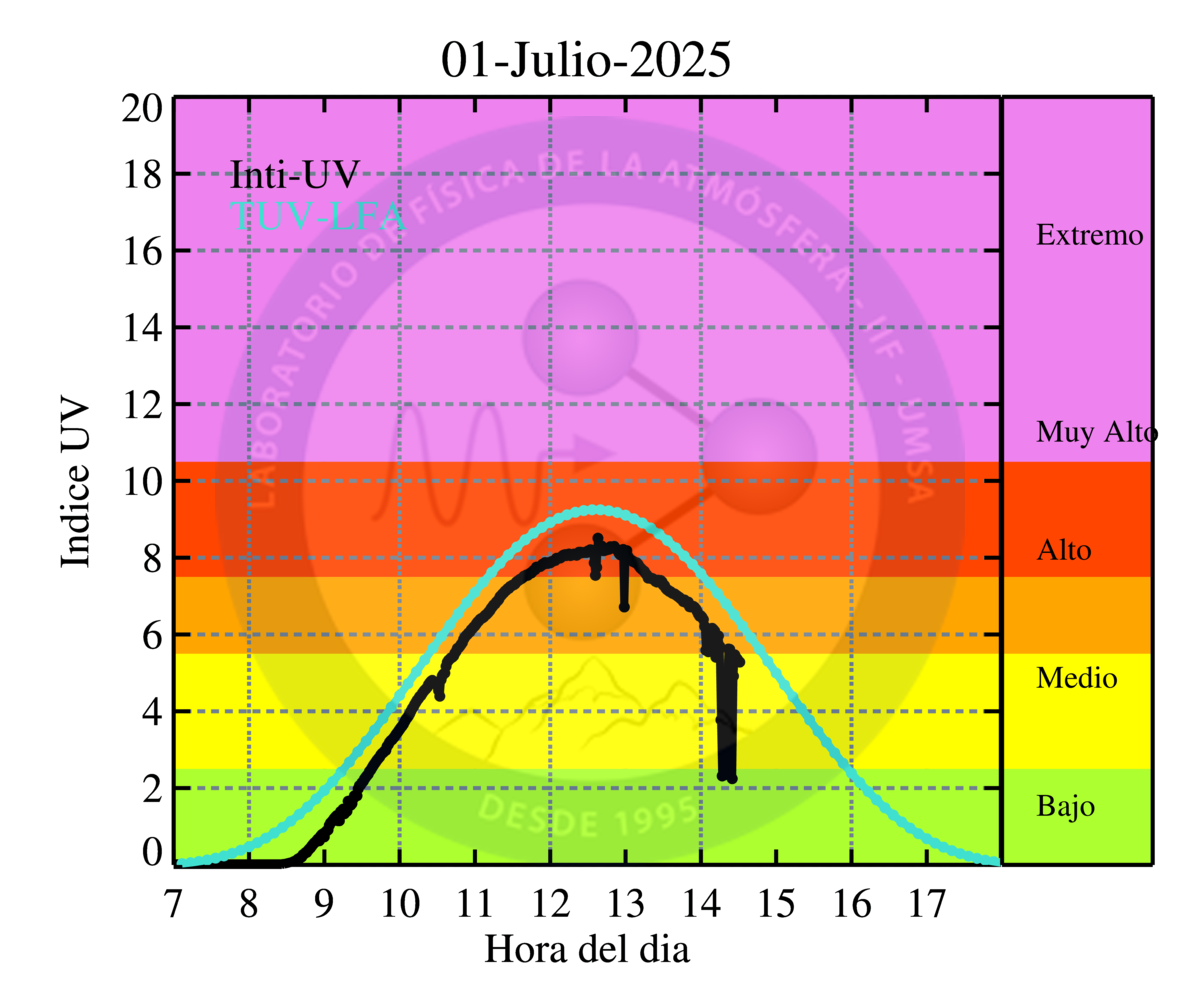 01-Julio-2025
20
18
16
14
12
10
8
6
4
2
0
Indice UV
Inti-UV
TUV-LFA
LABORATORIO DE FÍSICA DE LA ATMÓSFERA - IIF - UMSA
DESDE 1995
Extremo
Muy Alto
Alto
Medio
Bajo
7 8 9 10 11 12 13 14 15 16 17
Hora del dia